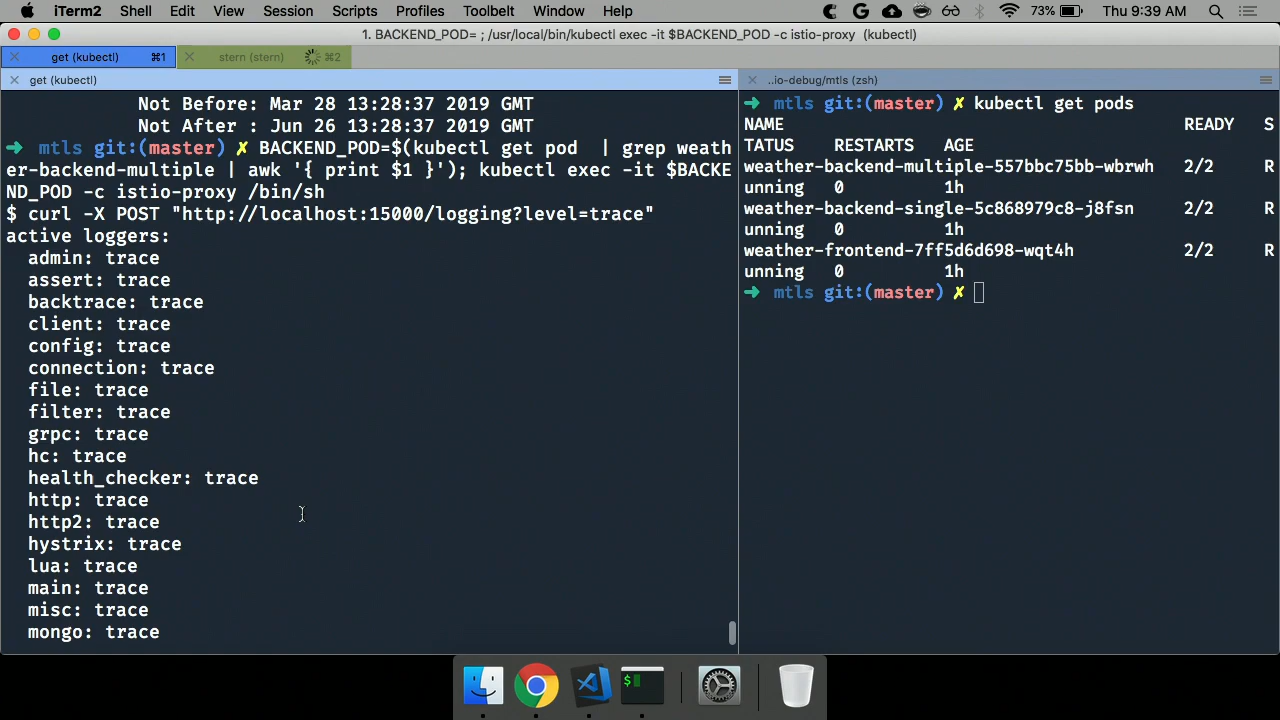 iTerm2 Shell Edit View Session Scripts Profiles Toolbelt Window Help 73% Thu 9:39 AM
1. BACKEND_POD= ; /usr/local/bin/kubectl exec -it $BACKEND_POD -c istio-proxy (kubectl)
get (kubectl) ⌘1 stern (stern) ⌘2
get (kubectl)
Not Before: Mar 28 13:28:37 2019 GMT
Not After : Jun 26 13:28:37 2019 GMT
➜ mtls git:(master) ✗ BACKEND_POD=$(kubectl get pod | grep weath
er-backend-multiple | awk '{ print $1 }'); kubectl exec -it $BACKE
ND_POD -c istio-proxy /bin/sh
$ curl -X POST "http://localhost:15000/logging?level=trace"
active loggers:
admin: trace
assert: trace
backtrace: trace
client: trace
config: trace
connection: trace
file: trace
filter: trace
grpc: trace
hc: trace
health_checker: trace
http: trace
http2: trace
hystrix: trace
lua: trace
main: trace
misc: trace
mongo: trace
..io-debug/mtls (zsh)
➜ mtls git:(master) ✗ kubectl get pods
NAME READY S
TATUS RESTARTS AGE
weather-backend-multiple-557bbc75bb-wbrwh 2/2 R
unning 0 1h
weather-backend-single-5c868979c8-j8fsn 2/2 R
unning 0 1h
weather-frontend-7ff5d6d698-wqt4h 2/2 R
unning 0 1h
➜ mtls git:(master) ✗
$